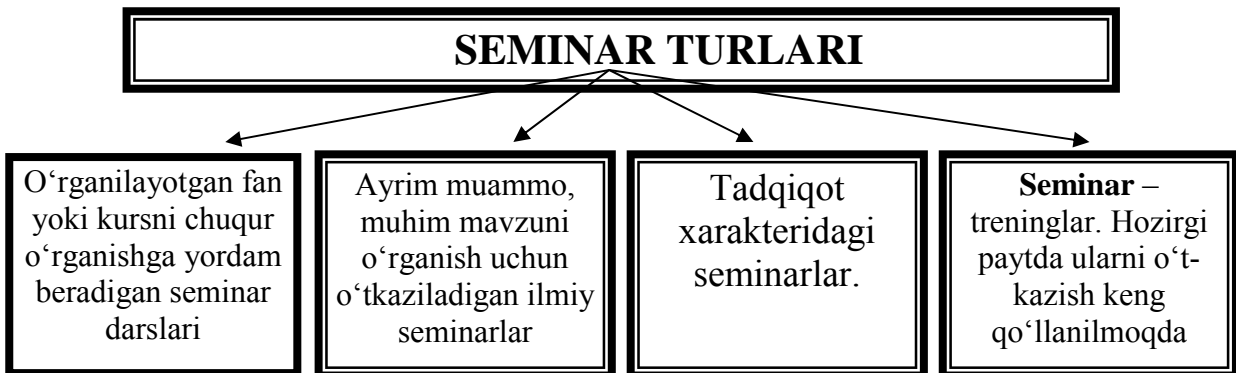 SEMINAR TURLARI
O‘rganilayotgan fan
yoki kursni chuqur
o‘rganishga yordam
beradigan seminar
darslari
Ayrim muammo,
muhim mavzuni
o‘rganish uchun
o‘tkaziladigan ilmiy
seminarlar
Tadqiqot
xarakteridagi
seminarlar.
Seminar –
treninglar. Hozirgi
paytda ularni o‘t-
kazish keng
qo‘llanilmoqda